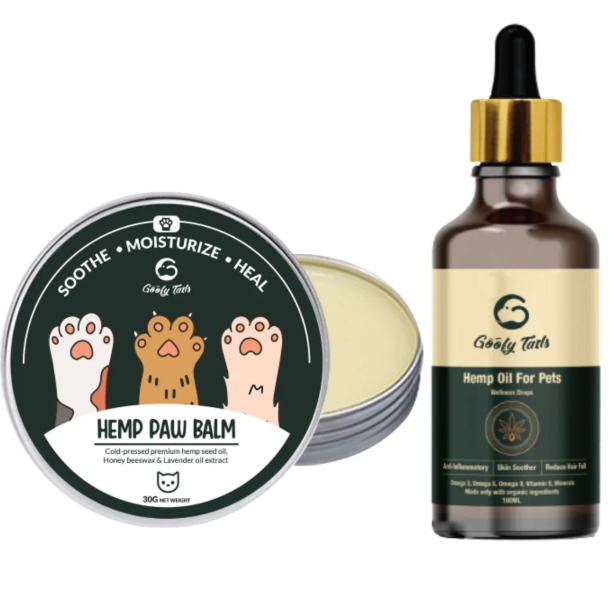 SOOTHE • MOISTURIZE • HEAL
Goofy Tails
HEMP PAW BALM
Cold-pressed premium hemp seed oil,
Honey beeswax & Lavender oil extract
30G NET WEIGHT
Goofy Tails
Hemp Oil For Pets
Wellness Drops
Anti-Inflammatory | Skin Soother | Reduce Hair Fall
Omega 3, Omega 6, Omega 9, Vitamin E, Minerals
Made only with organic ingredients
100ML